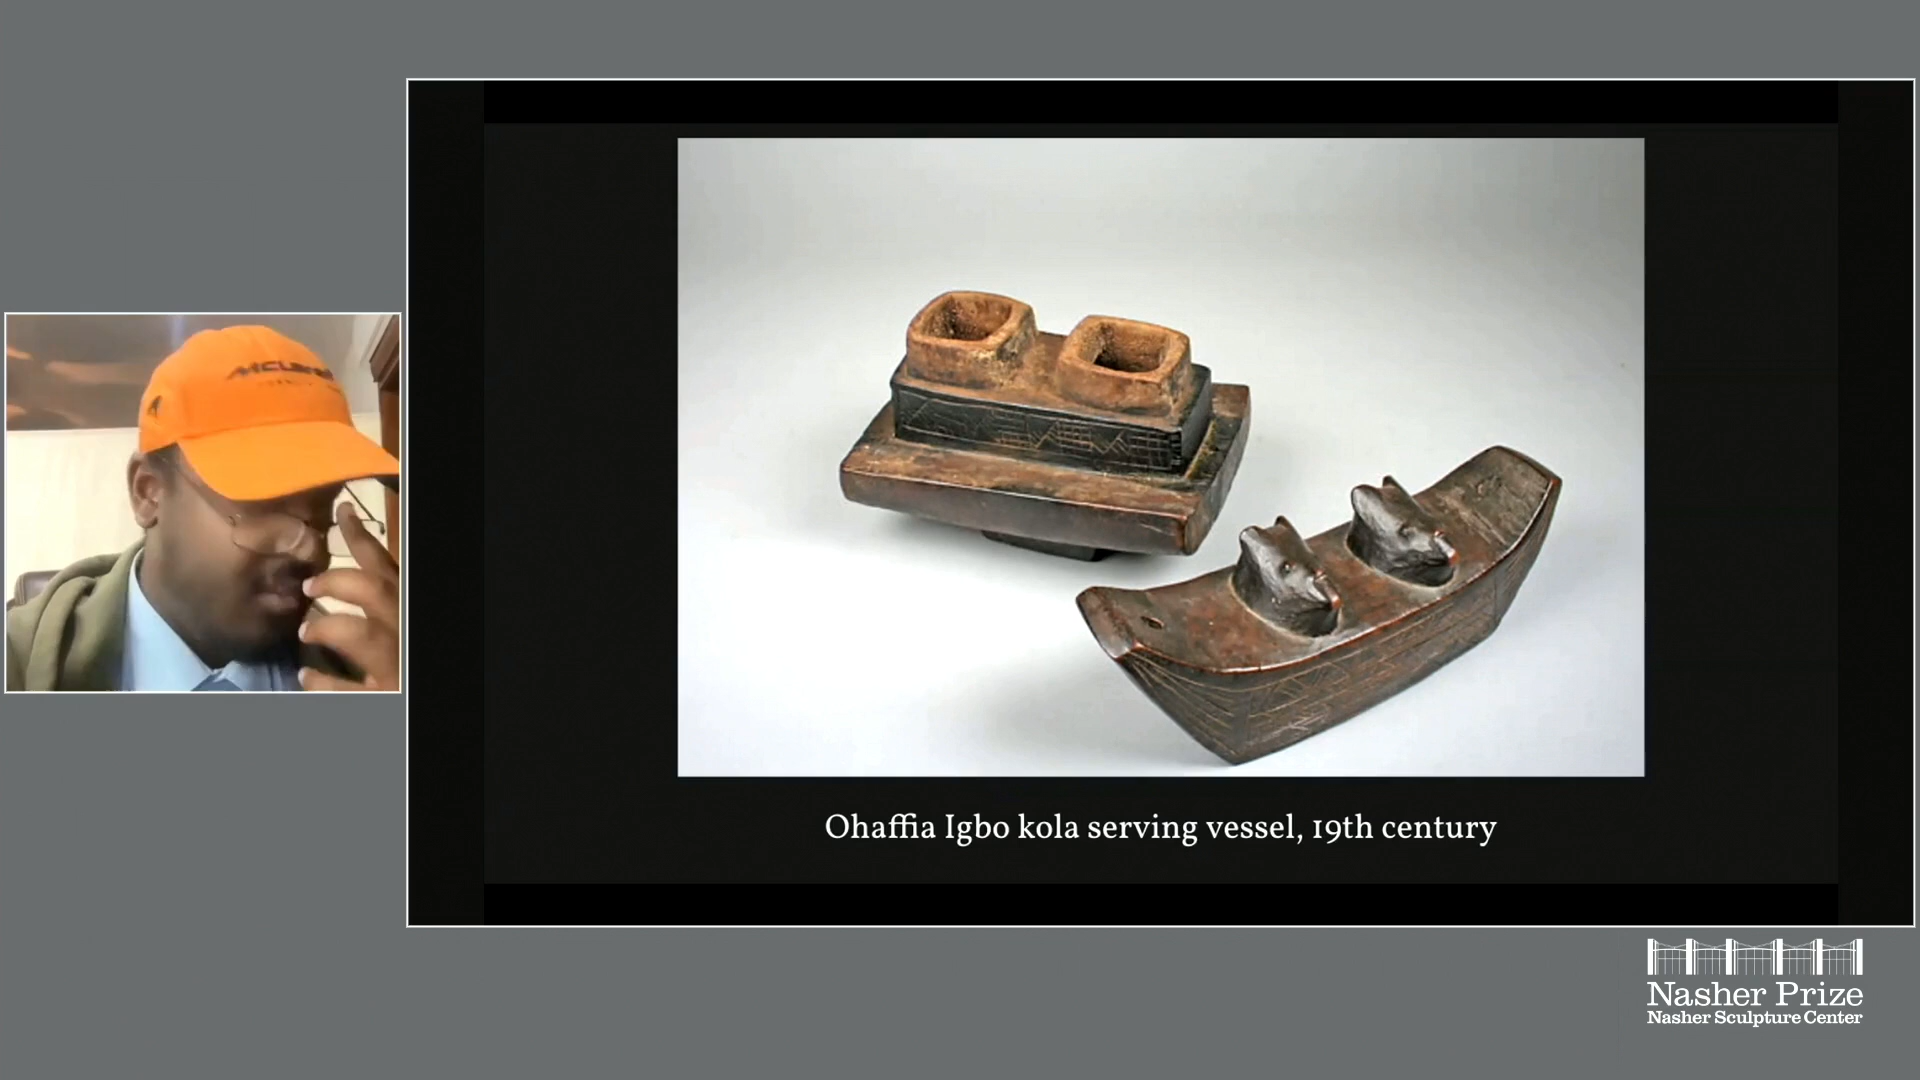 Ohaffia Igbo kola serving vessel, 19th century
Nasher Prize
Nasher Sculpture Center